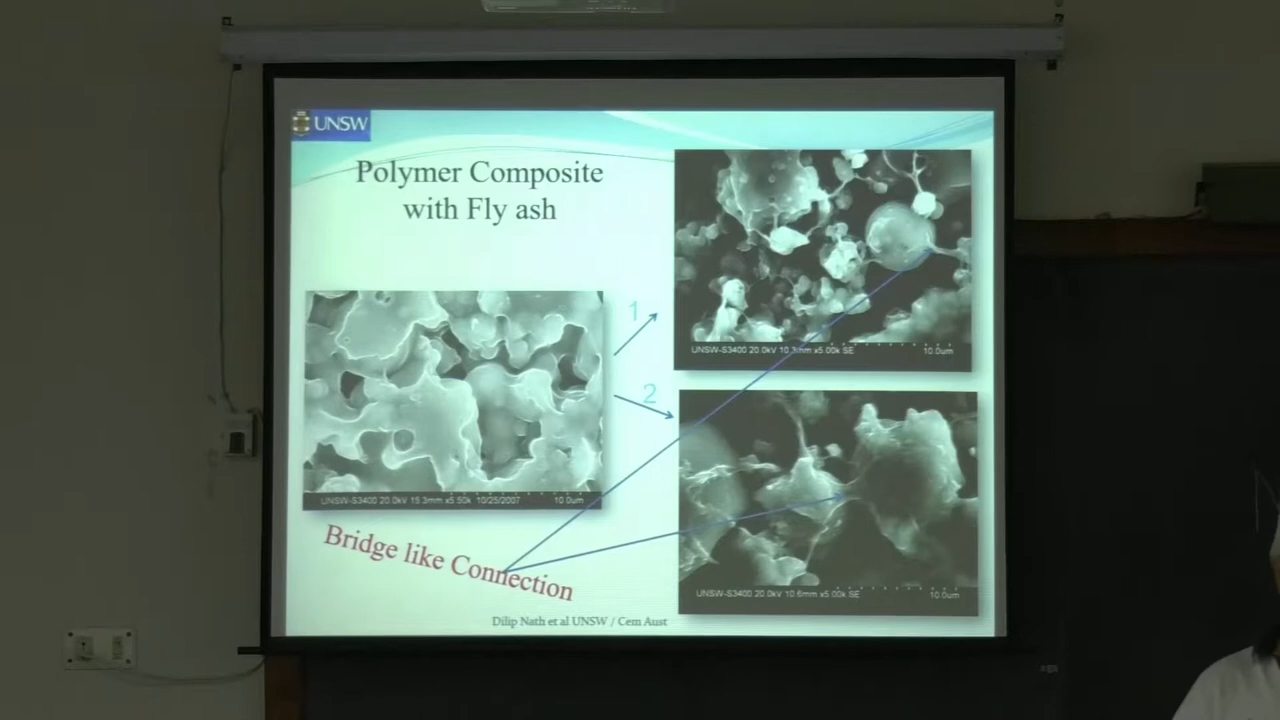 UNSW
Polymer Composite
with Fly ash
1
2
UNSW-S3400 20.0kV 15.3mm x5.50k 10/25/2007 10.0um
UNSW-S3400 20.0kV x5.00k SE 10.0um
UNSW-S3400 20.0kV 10.6mm x5.00k SE 10.0um
Bridge like Connection
Dilip Nath et al UNSW / Cem Aust